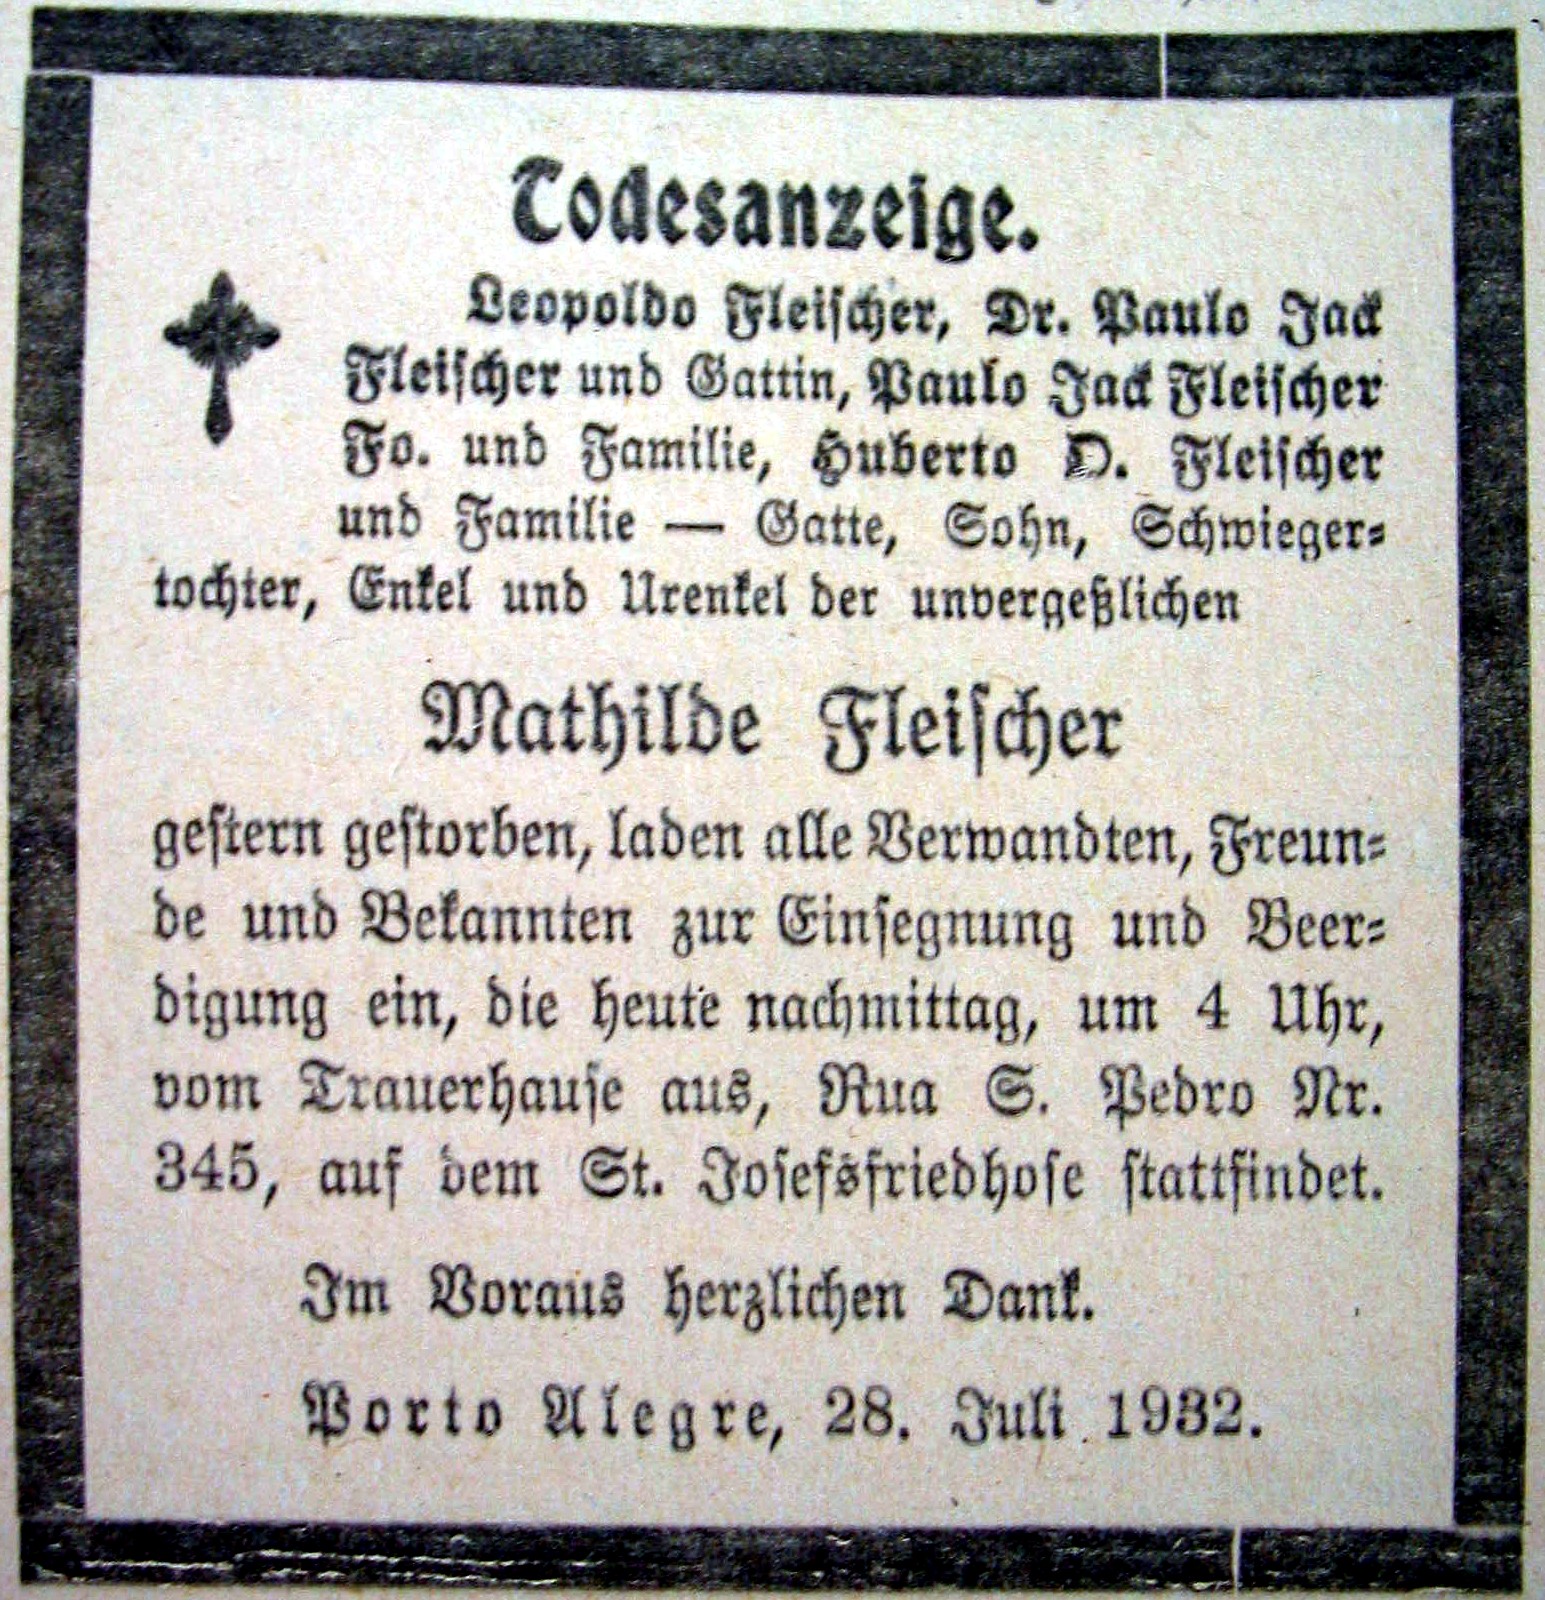 Todesanzeige.
Leopoldo Fleischer, Dr. Paulo Jack
Fleischer und Gattin, Paulo Jack Fleischer
Fo. und Familie, Huberto O. Fleischer
und Familie — Gatte, Sohn, Schwieger-
tochter, Enkel und Urenkel der unvergeßlichen
Mathilde Fleischer
gestern gestorben, laden alle Verwandten, Freun-
de und Bekannten zur Einsegnung und Beer-
digung ein, die heute nachmittag, um 4 Uhr,
vom Trauerhause aus, Rua S. Pedro Nr.
345, auf dem St. Josefsfriedhofe stattfindet.
Im Voraus herzlichen Dank.
Porto Alegre, 28. Juli 1932.